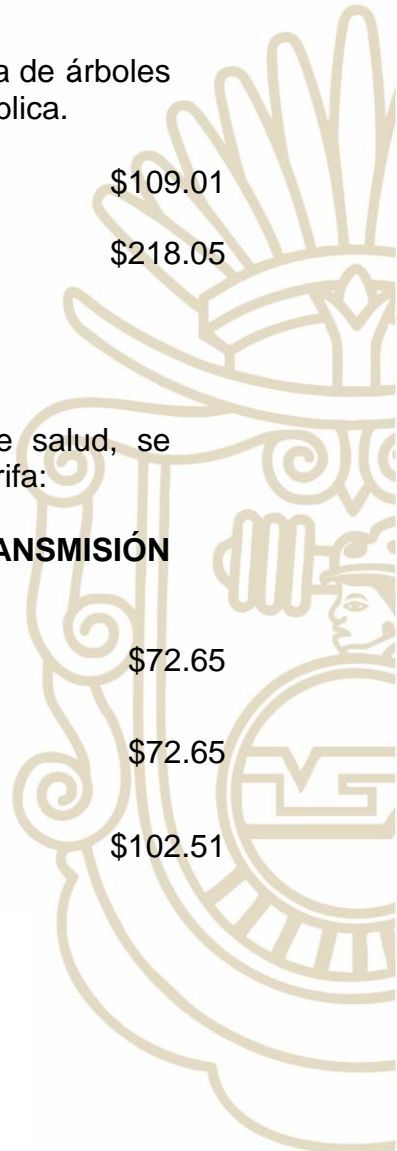 a de árboles
blica.
$109.01
$218.05
e salud, se
rifa:
ANSMISIÓN
$72.65
$72.65
$102.51